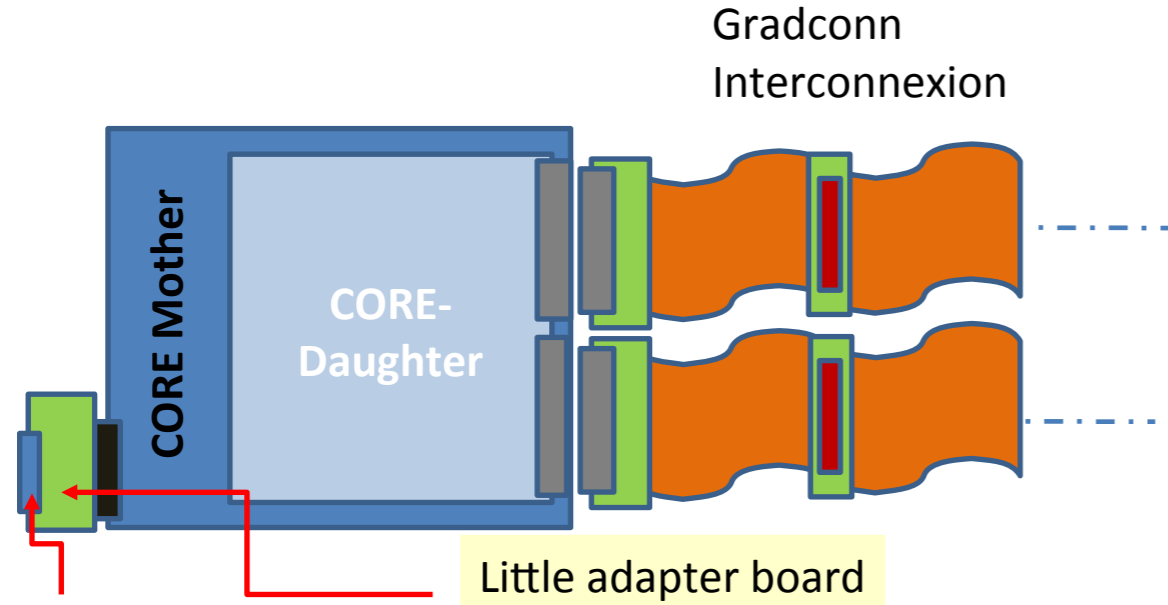 Gradconn
Interconnexion
CORE Mother
CORE-
Daughter
Little adapter board